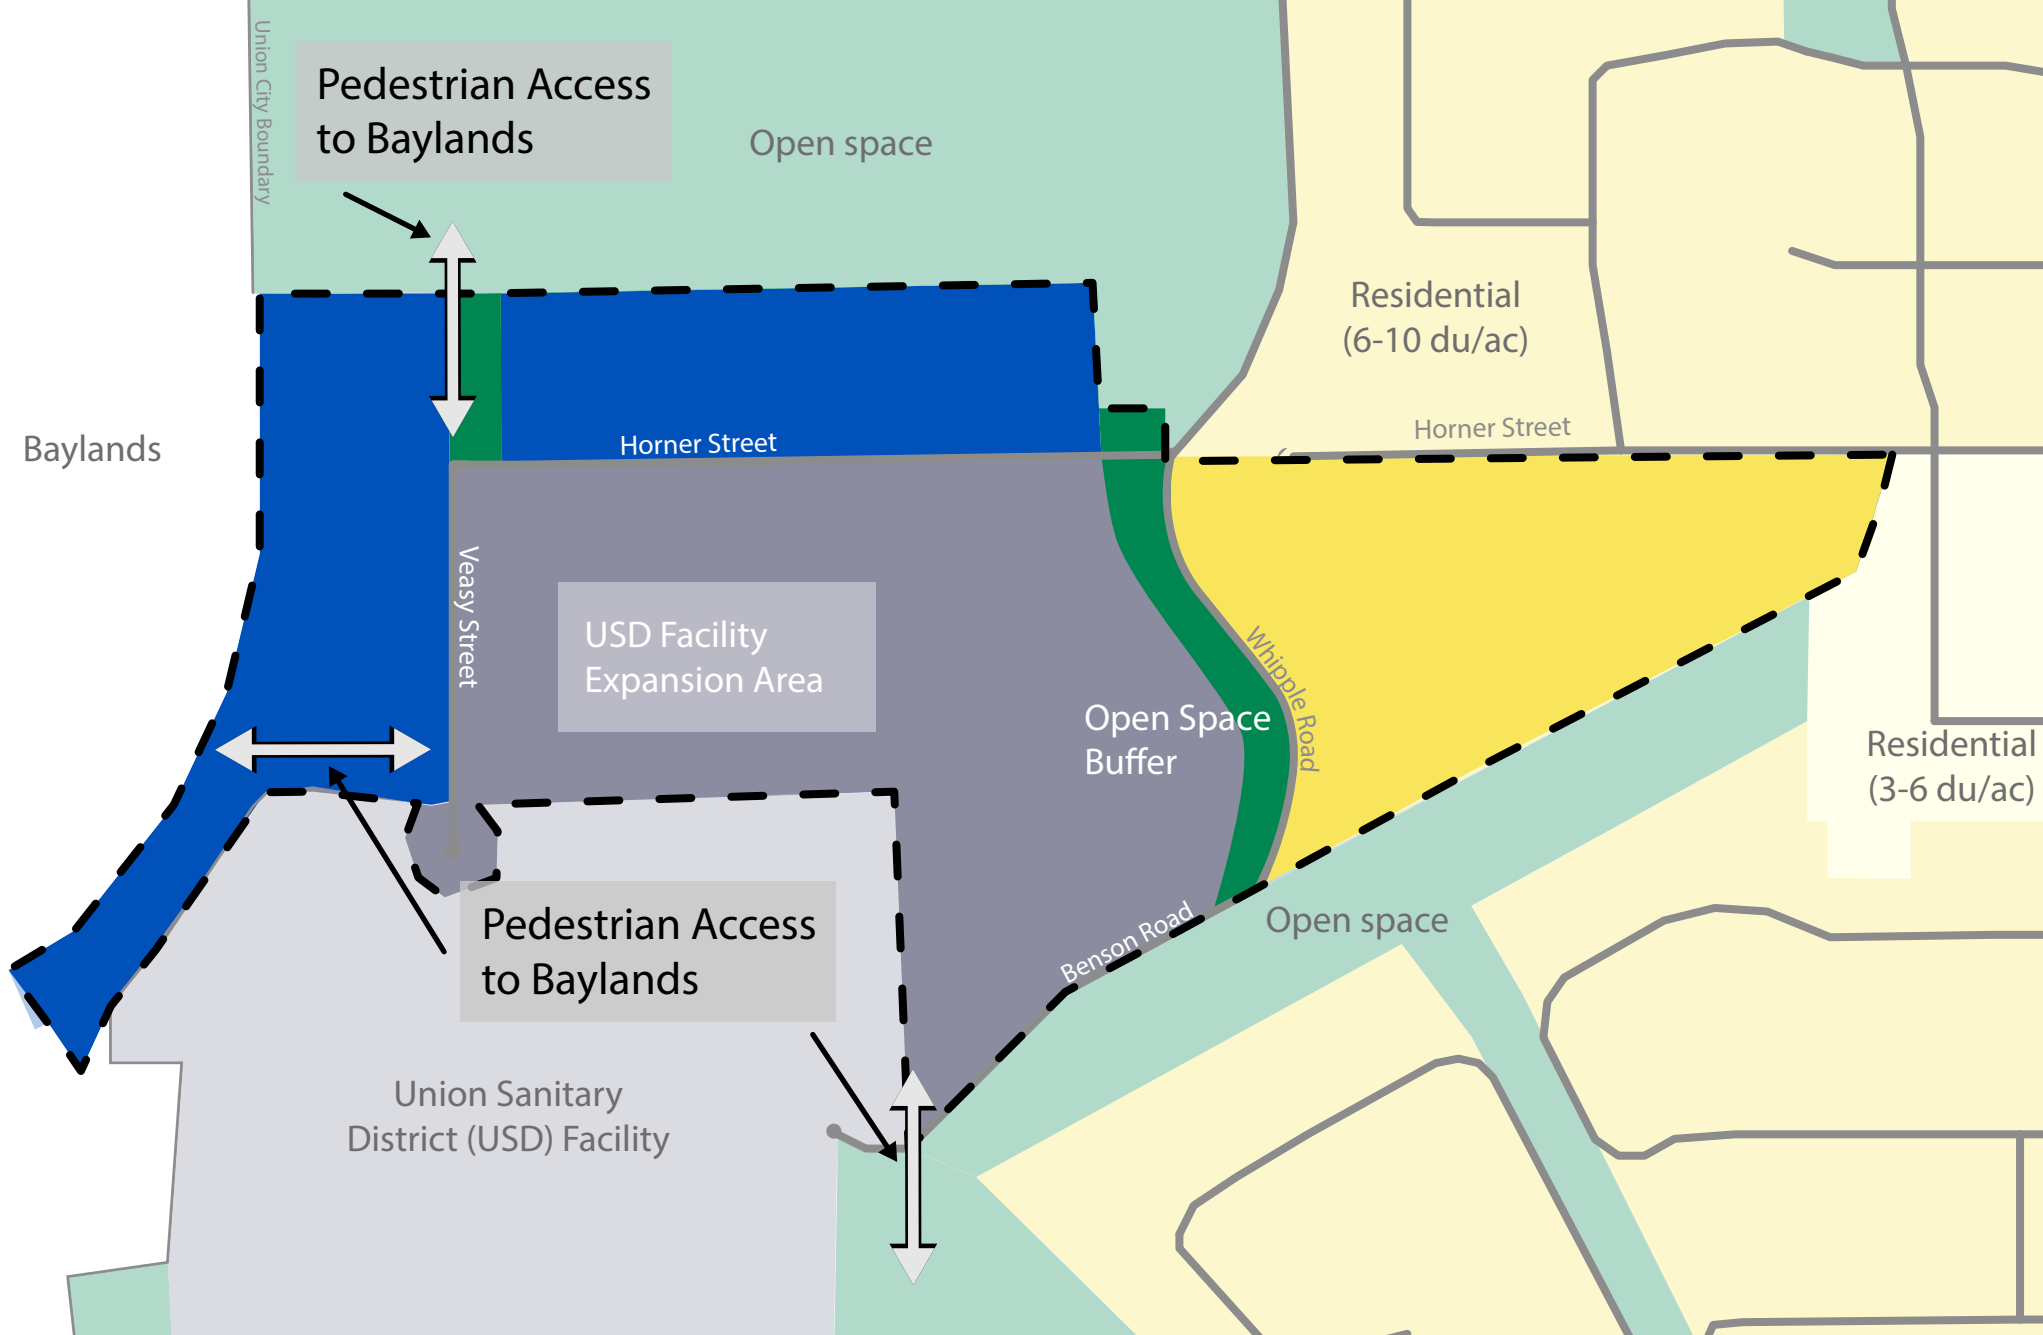 Union City Boundary
Pedestrian Access
to Baylands
Open space
Residential
(6-10 du/ac)
Baylands
Horner Street
Horner Street
Veasy Street
USD Facility
Expansion Area
Whipple Road
Open Space
Buffer
Residential
(3-6 du/ac)
Pedestrian Access
to Baylands
Benson Road
Open space
Union Sanitary
District (USD) Facility